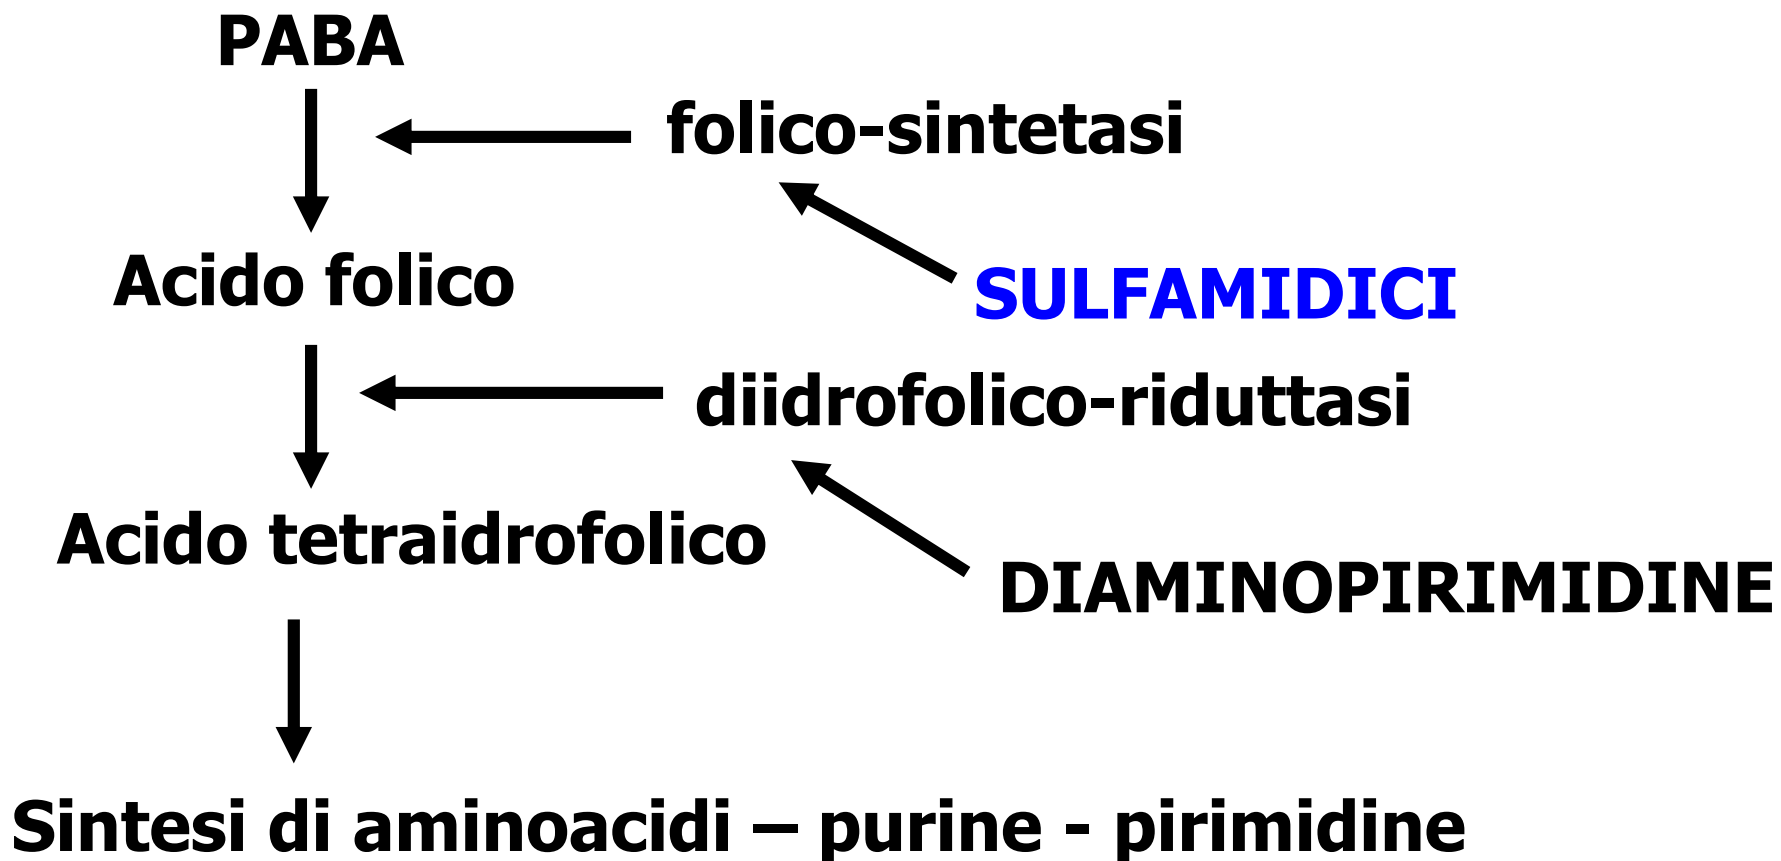 PABA
folico-sintetasi
Acido folico
SULFAMIDICI
diidrofolico-riduttasi
Acido tetraidrofolico
DIAMINOPIRIMIDINE
Sintesi di aminoacidi – purine - pirimidine